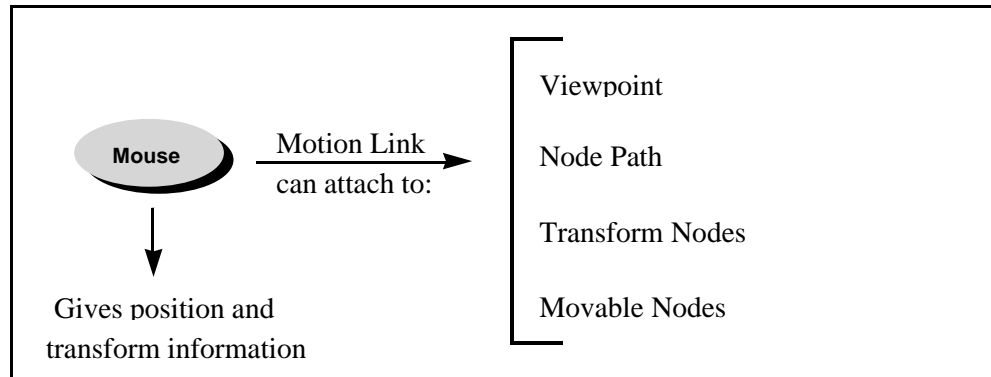 Mouse
Motion Link
can attach to:
Gives position and
transform information
Viewpoint
Node Path
Transform Nodes
Movable Nodes